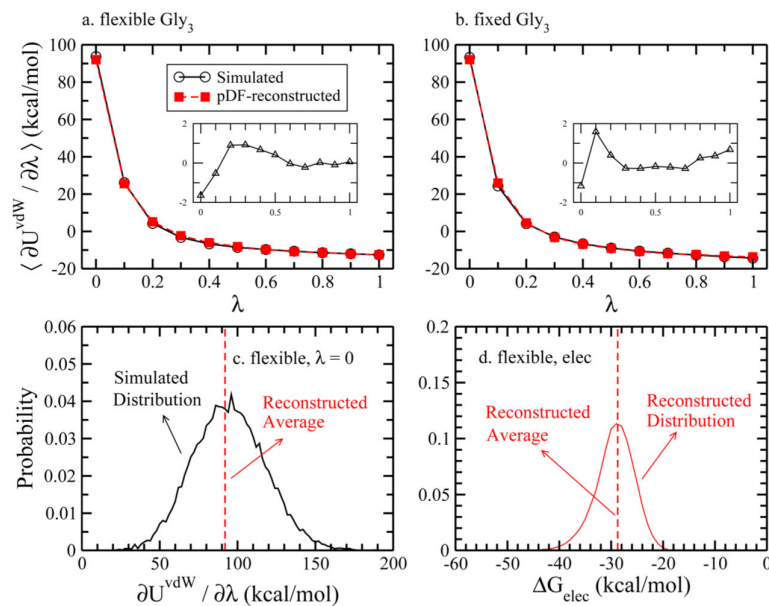 a. flexible Gly₃
b. fixed Gly₃
100
80
60
40
20
0
-20
⟨ ∂U^vdW / ∂λ ⟩ (kcal/mol)
Simulated
pDF-reconstructed
2
0
-2
0 0.5 1
0 0.2 0.4 0.6 0.8 1
λ
100
80
60
40
20
0
-20
2
0
-2
0 0.5 1
0 0.2 0.4 0.6 0.8 1
λ
0.06
0.05
0.04
0.03
0.02
0.01
0
Probability
c. flexible, λ = 0
Simulated
Distribution
Reconstructed
Average
0 50 100 150 200
∂U^vdW / ∂λ (kcal/mol)
0.2
0.15
0.1
0.05
0
d. flexible, elec
Reconstructed
Average
Reconstructed
Distribution
-60 -50 -40 -30 -20 -10 0
ΔG_elec (kcal/mol)